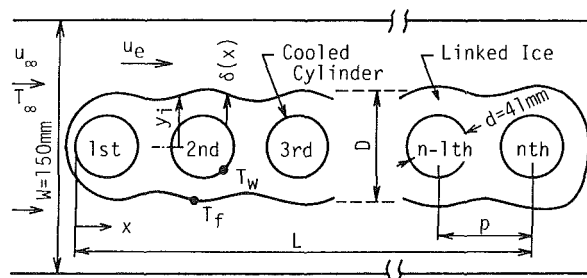 u∞
T∞
W=150mm
u_e
y_i
δ(x)
Cooled
Cylinder
Linked Ice
d=41mm
1st
2nd
3rd
n-1th
nth
D
T_w
T_f
x
L
p